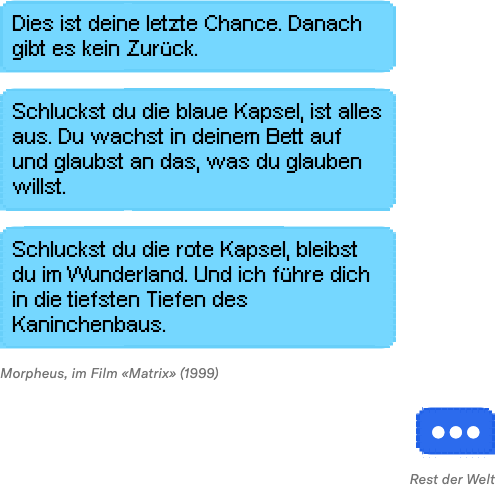 Dies ist deine letzte Chance. Danach
gibt es kein Zurück.
Schluckst du die blaue Kapsel, ist alles
aus. Du wachst in deinem Bett auf
und glaubst an das, was du glauben
willst.
Schluckst du die rote Kapsel, bleibst
du im Wunderland. Und ich führe dich
in die tiefsten Tiefen des
Kaninchenbaus.
Morpheus, im Film «Matrix» (1999)
Rest der Welt